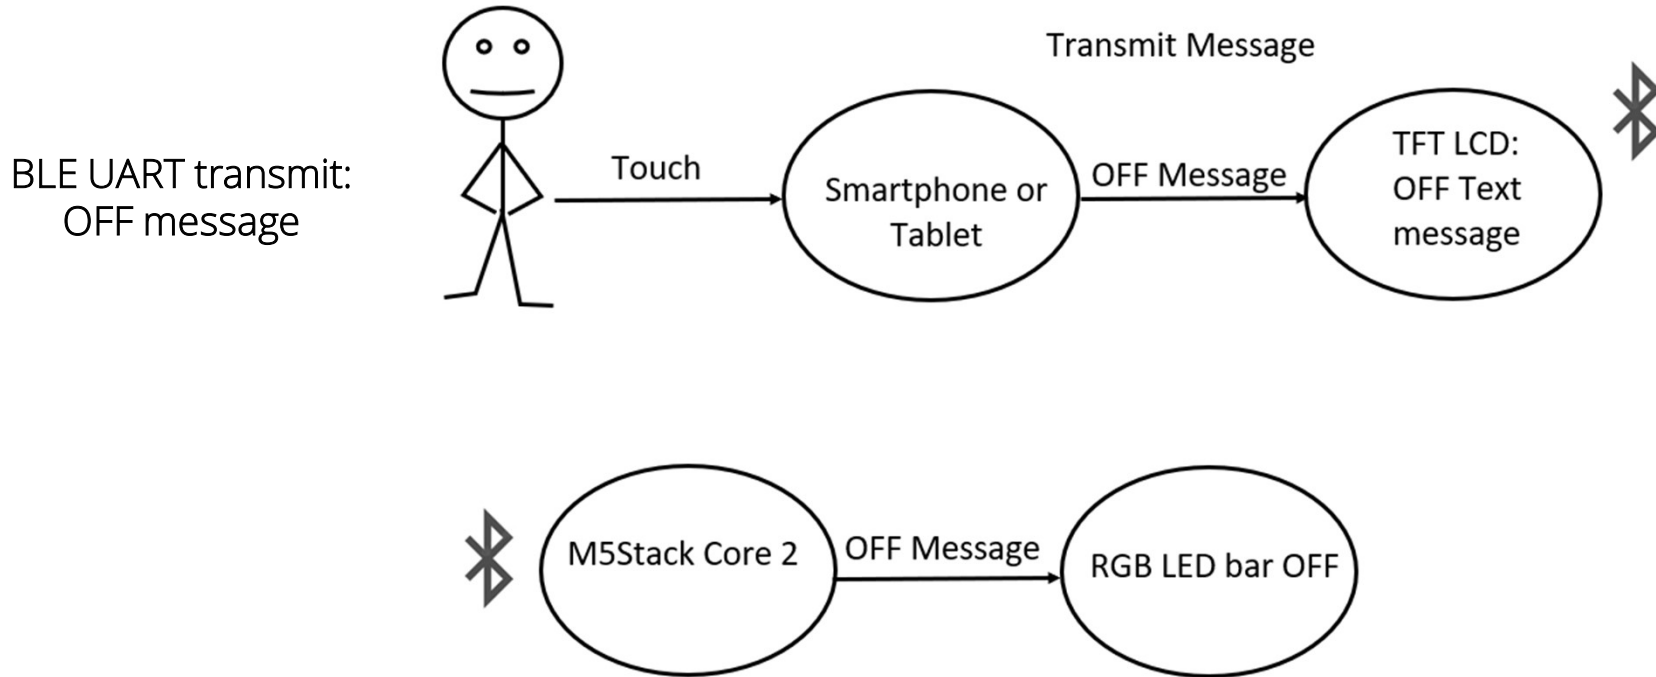 Transmit Message
BLE UART transmit:
OFF message
Touch
Smartphone or
Tablet
OFF Message
TFT LCD:
OFF Text
message
M5Stack Core 2
OFF Message
RGB LED bar OFF